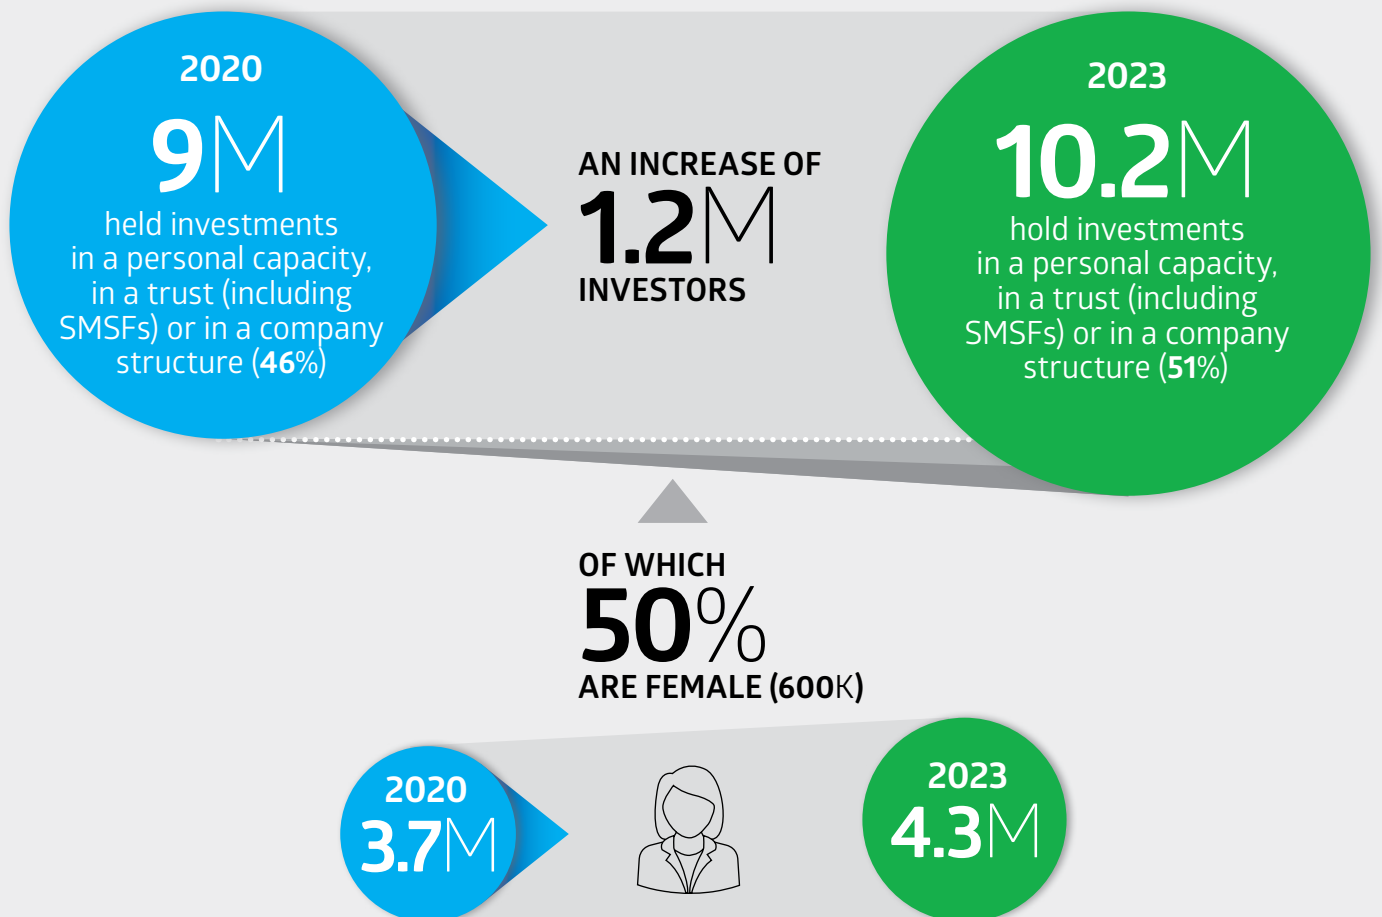 2020
9M
held investments
in a personal capacity,
in a trust (including
SMSFs) or in a company
structure (46%)
AN INCREASE OF
1.2M
INVESTORS
2023
10.2M
hold investments
in a personal capacity,
in a trust (including
SMSFs) or in a company
structure (51%)
OF WHICH
50%
ARE FEMALE (600K)
2020
3.7M
2023
4.3M